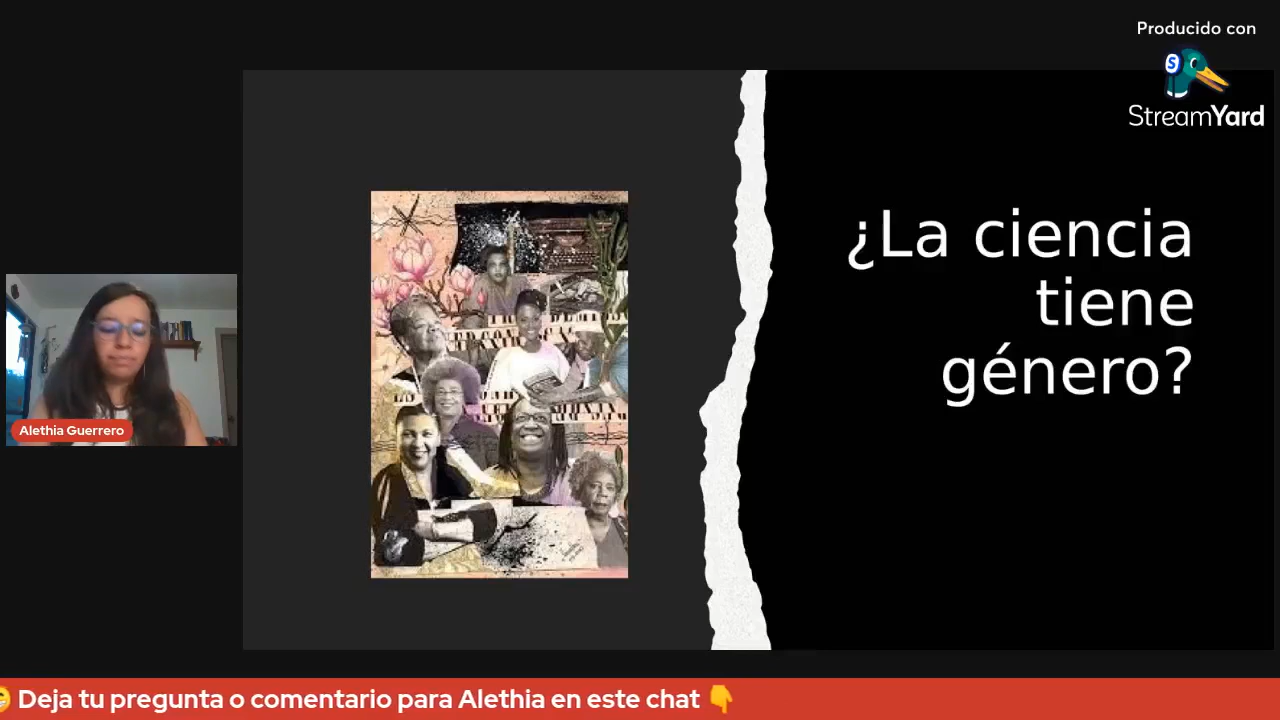 Producido con
S
StreamYard
¿La ciencia
tiene
género?
Alethia Guerrero
Deja tu pregunta o comentario para Alethia en este chat